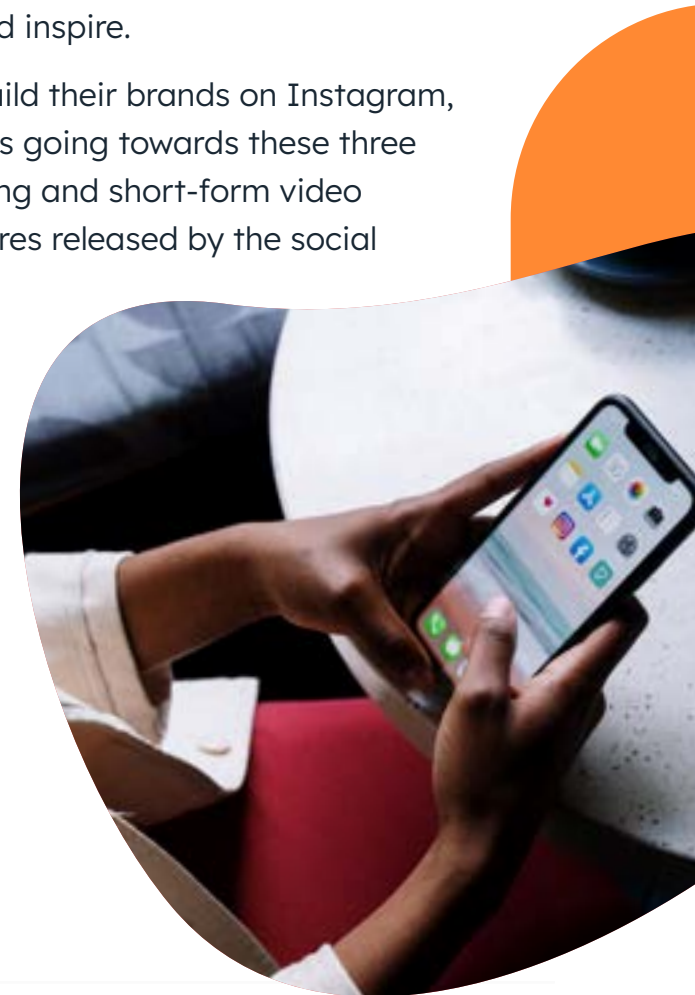 d inspire.
ild their brands on Instagram,
s going towards these three
ng and short-form video
res released by the social